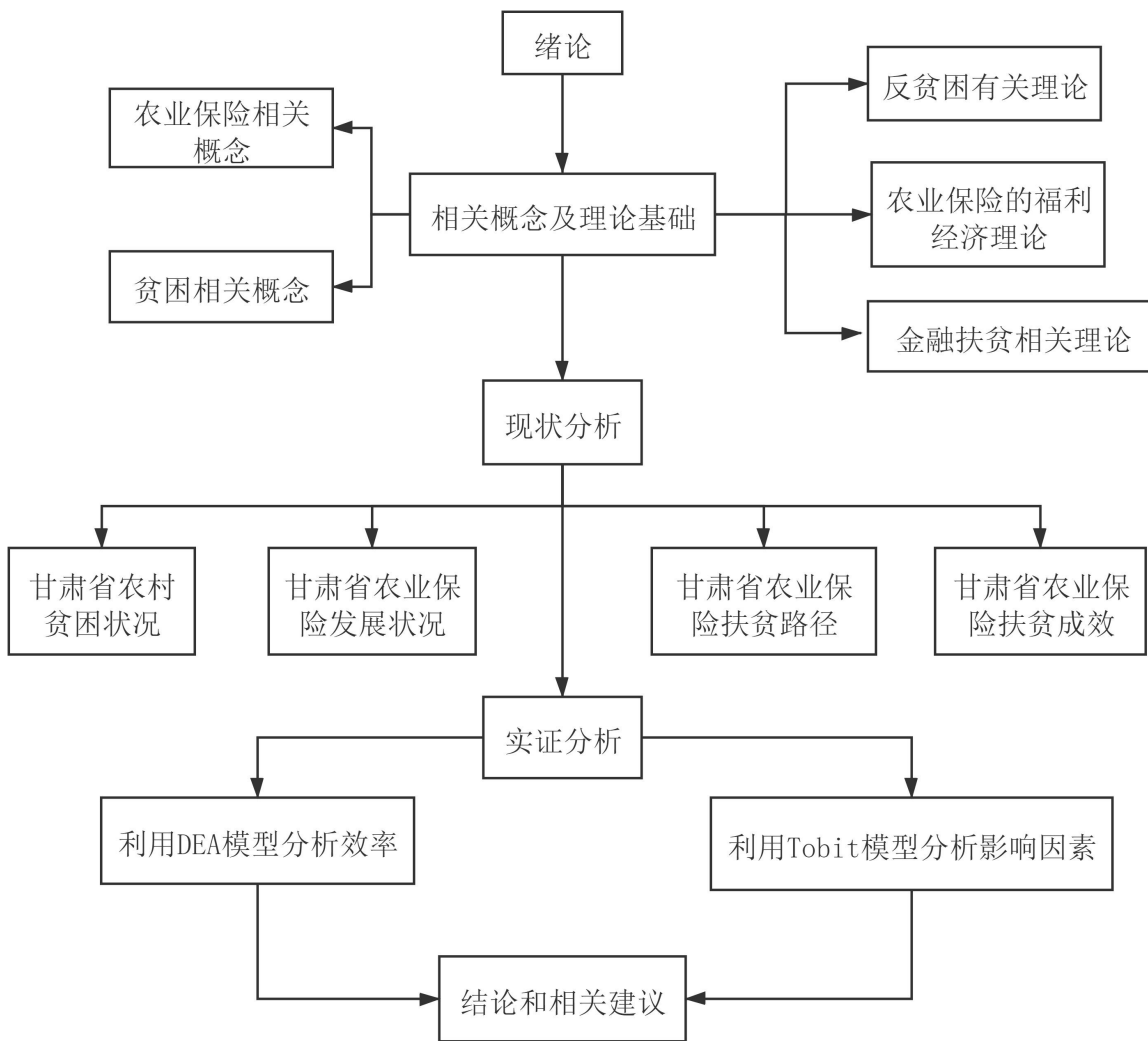 绪论
农业保险相关
概念
反贫困有关理论
相关概念及理论基础
农业保险的福利
经济理论
贫困相关概念
金融扶贫相关理论
现状分析
甘肃省农村
贫困状况
甘肃省农业保
险发展状况
甘肃省农业保
险扶贫路径
甘肃省农业保
险扶贫成效
实证分析
利用DEA模型分析效率
利用Tobit模型分析影响因素
结论和相关建议